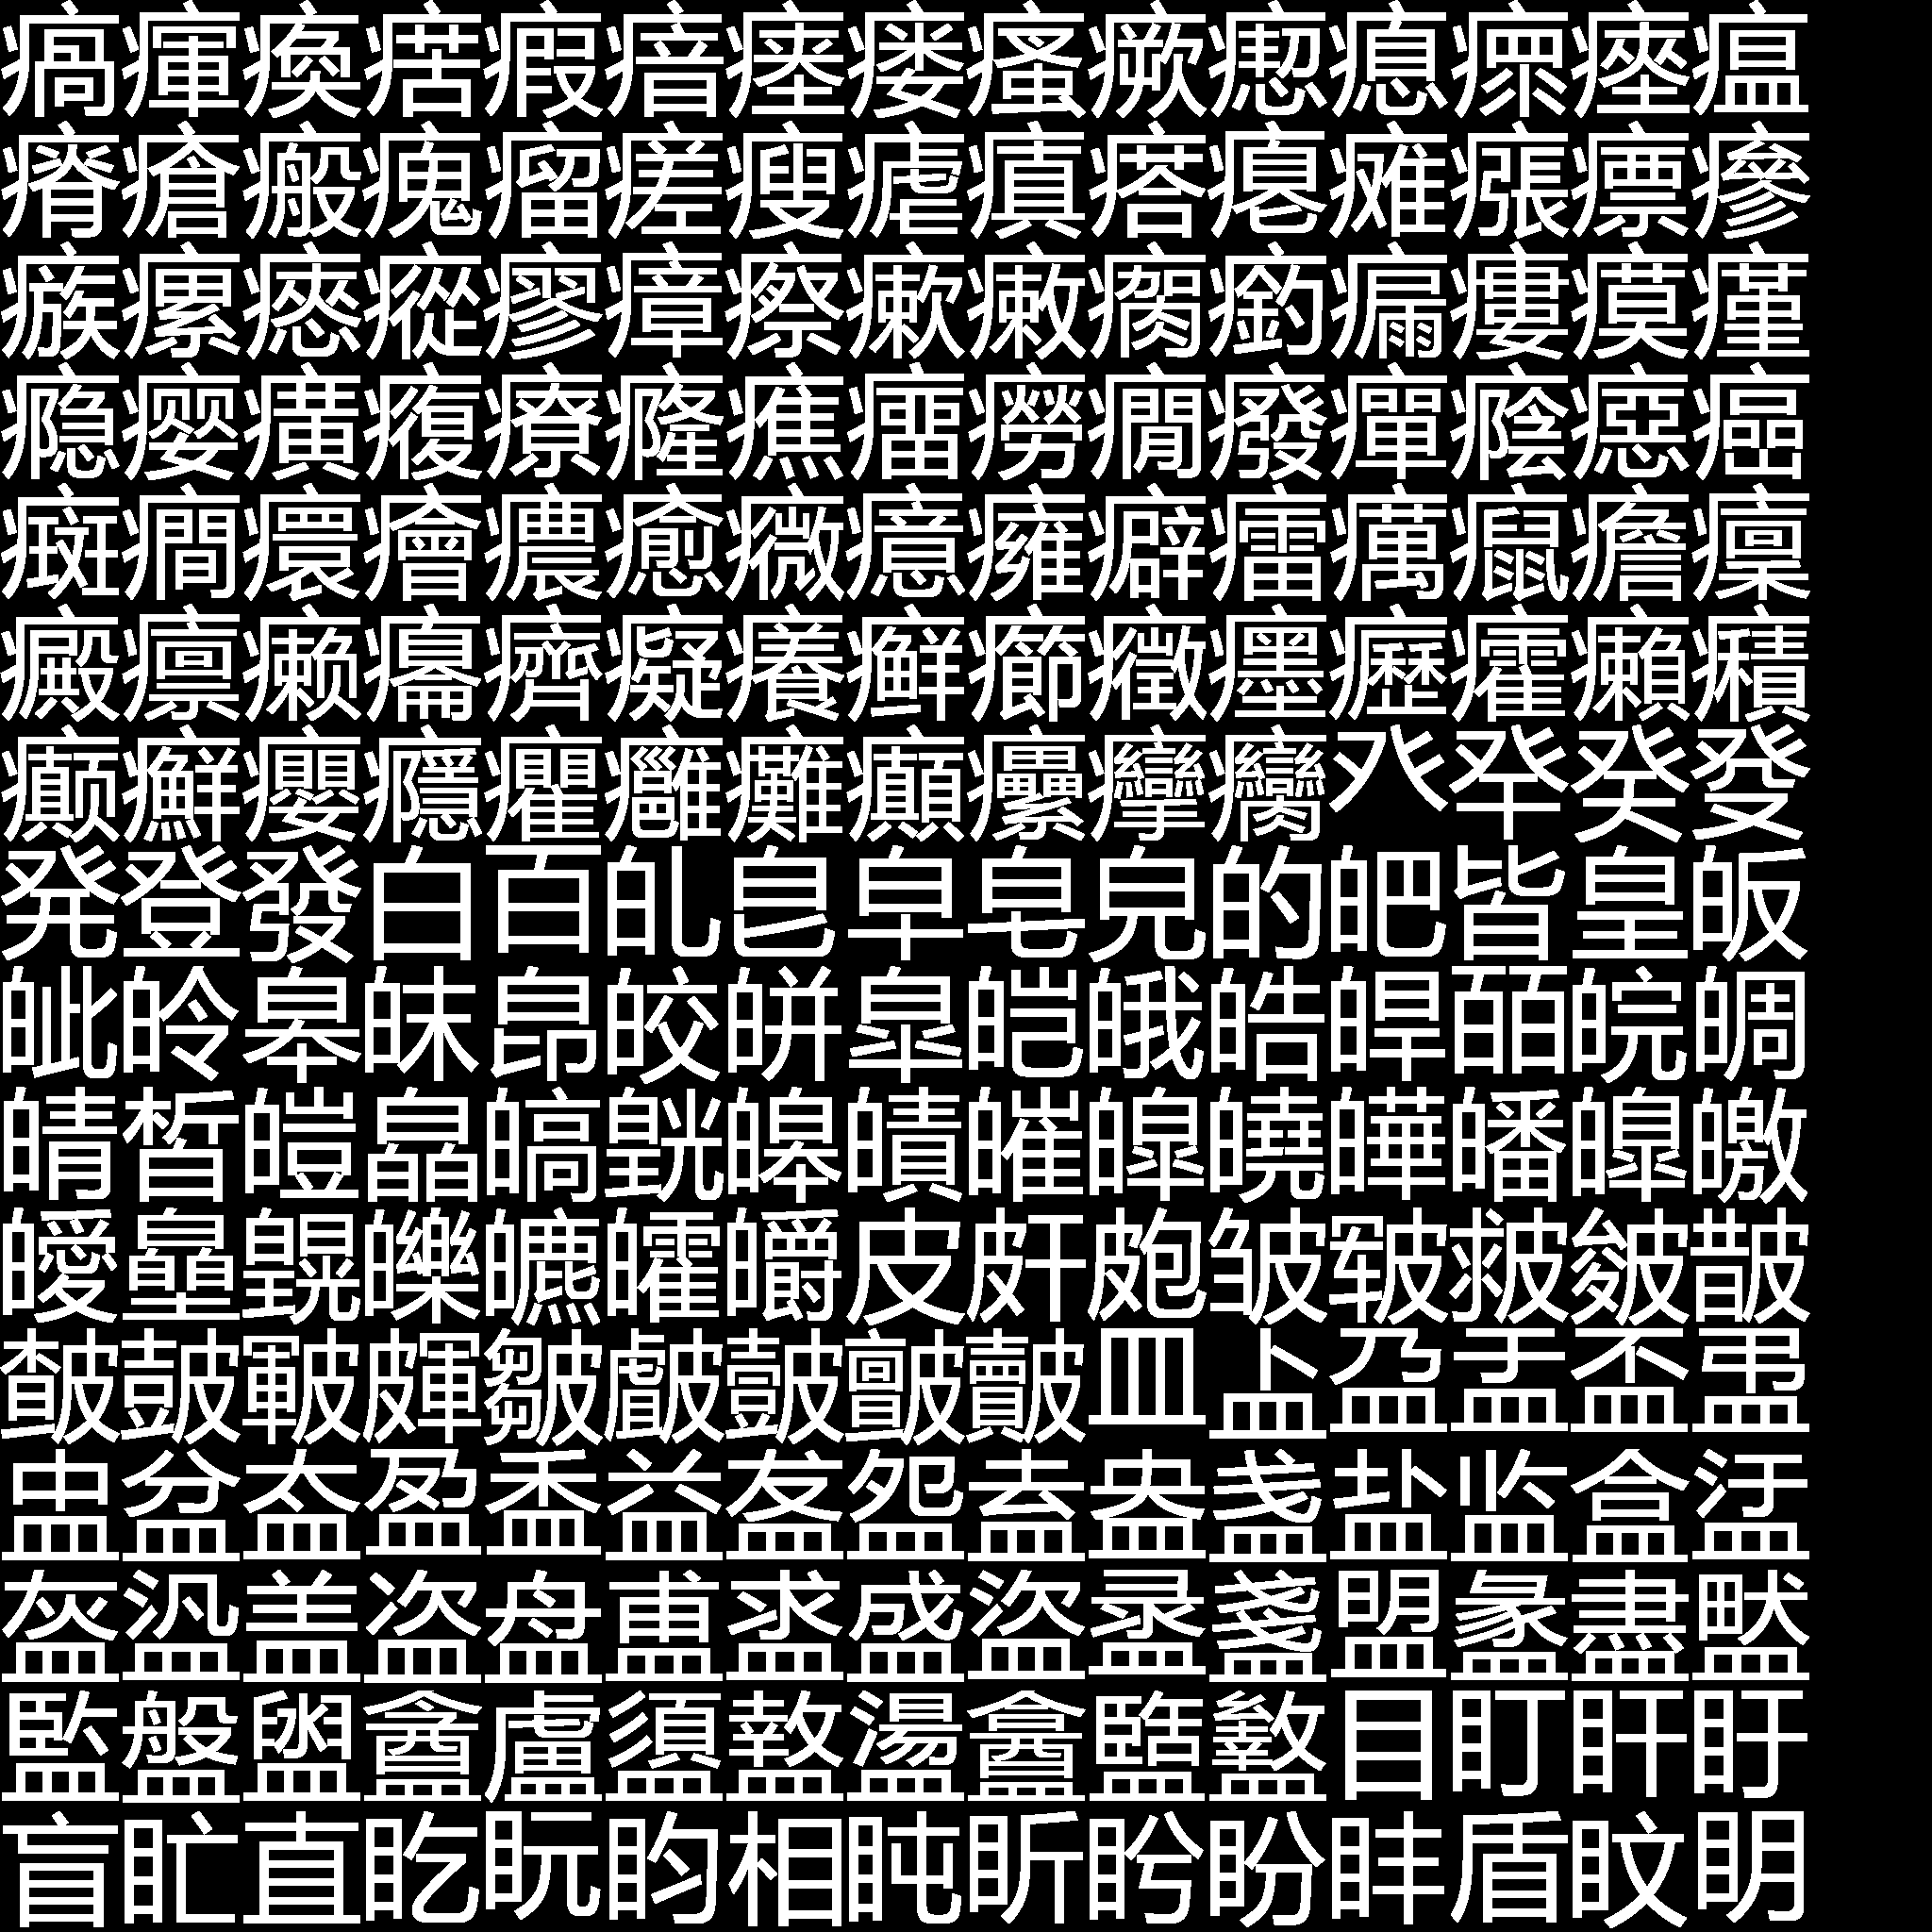 瘑瘒瘓瘔瘕瘖瘗瘘瘙瘚瘛瘜瘝瘞瘟
瘠瘡瘢瘣瘤瘥瘦瘧瘨瘩瘪瘫瘬瘭瘮
瘯瘰瘱瘲瘳瘴瘵瘶瘷瘸瘹瘺瘻瘼瘽
瘾瘿癀癁療癃癄癅癆癇癈癉癊癋癌
癍癎癏癐癑癒癓癔癕癖癗癘癙癚癛
癜癝癞癟癠癡癢癣癤癥癦癧癨癩癪
癫癬癭癮癯癰癱癲癳癴癵癶癷癸癹
発登發白百癿皀皁皂皃的皅皆皇皈
皉皊皋皌皍皎皏皐皑皒皓皔皕皖皗
皘皙皚皛皜皝皞皟皠皡皢皣皤皥皦
皧皨皩皪皫皬皭皮皯皰皱皲皳皴皵
皶皷皸皹皺皻皼皽皾皿盀盁盂盃盄
盅盆盇盈盉益盋盌盍盎盏盐监盒盓
盔盕盖盗盘盙盚盛盜盝盞盟盠盡盢
監盤盥盦盧盨盩盪盫盬盭目盯盰盱
盲盳直盵盶盷相盹盺盻盼盽盾盿眀